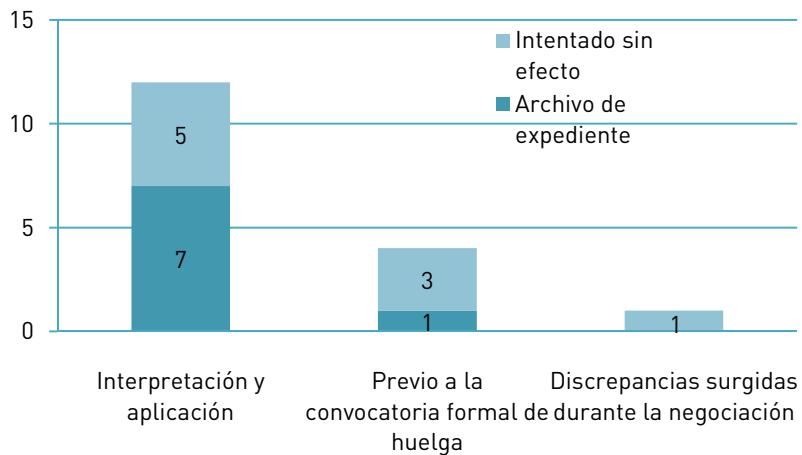 15
10
5
0
Intentado sin
efecto
Archivo de
expediente
5
7
3
1
1
Interpretación y
aplicación
Previo a la
convocatoria formal de
huelga
Discrepancias surgidas
durante la negociación